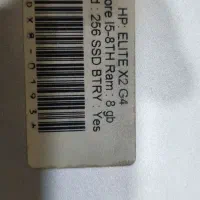 HP: ELITE X2 G4
ore I5-8TH Ram : 8 gb
d : 256 SSD BTRY : Yes